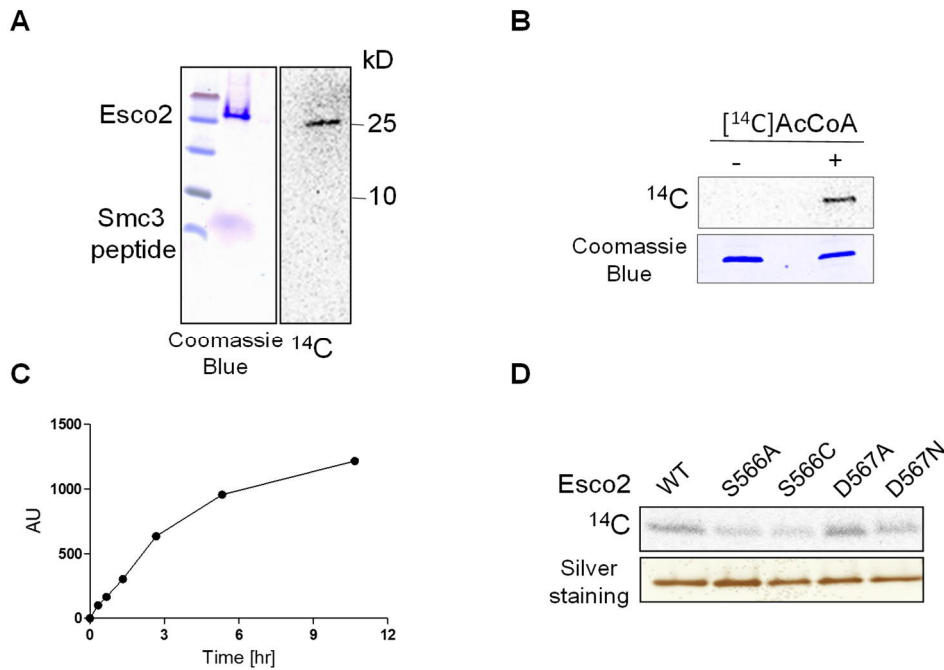 A
kD
Esco2
25
10
Smc3
peptide
Coomassie
Blue
14C
B
[14C]AcCoA
- +
14C
Coomassie
Blue
C
1500
1000
500
0
AU
0 3 6 9 12
Time [hr]
D
Esco2 WT S566A S566C D567A D567N
14C
Silver
staining